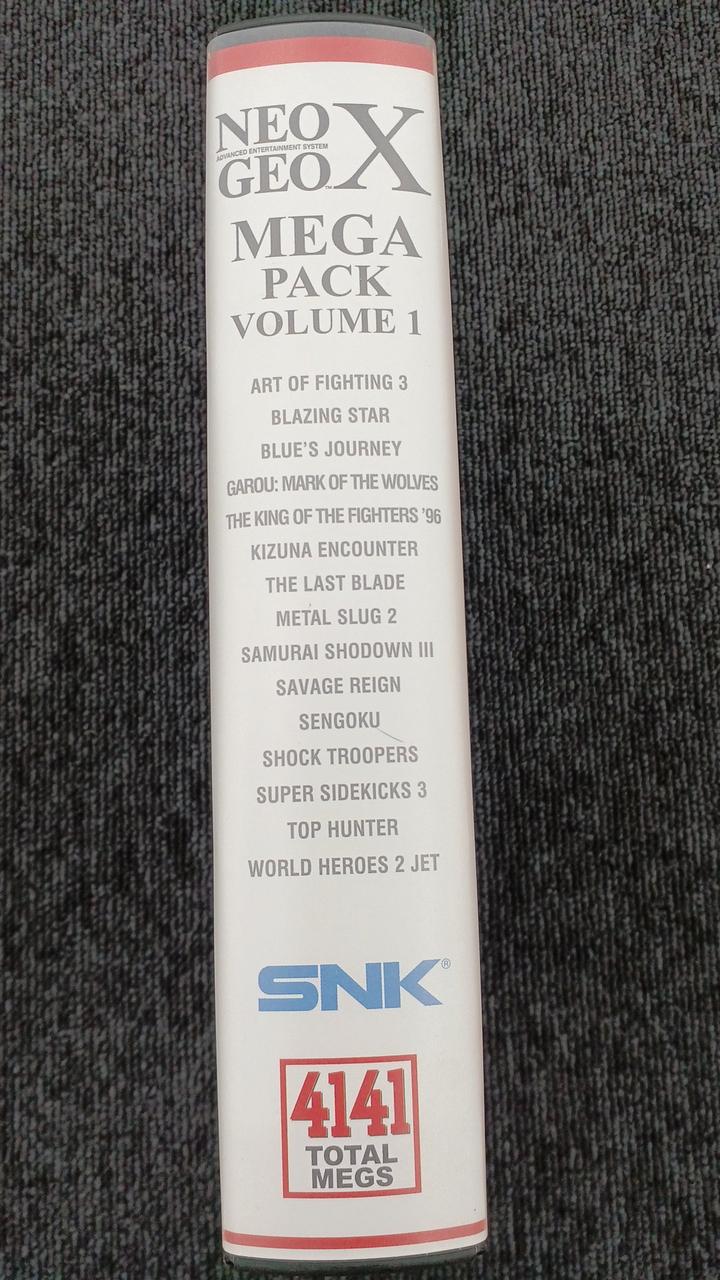 NEO
ADVANCED ENTERTAINMENT SYSTEM
GEO™ X
MEGA
PACK
VOLUME 1
ART OF FIGHTING 3
BLAZING STAR
BLUE'S JOURNEY
GAROU: MARK OF THE WOLVES
THE KING OF THE FIGHTERS '96
KIZUNA ENCOUNTER
THE LAST BLADE
METAL SLUG 2
SAMURAI SHODOWN III
SAVAGE REIGN
SENGOKU
SHOCK TROOPERS
SUPER SIDEKICKS 3
TOP HUNTER
WORLD HEROES 2 JET
SNK®
4141
TOTAL
MEGS